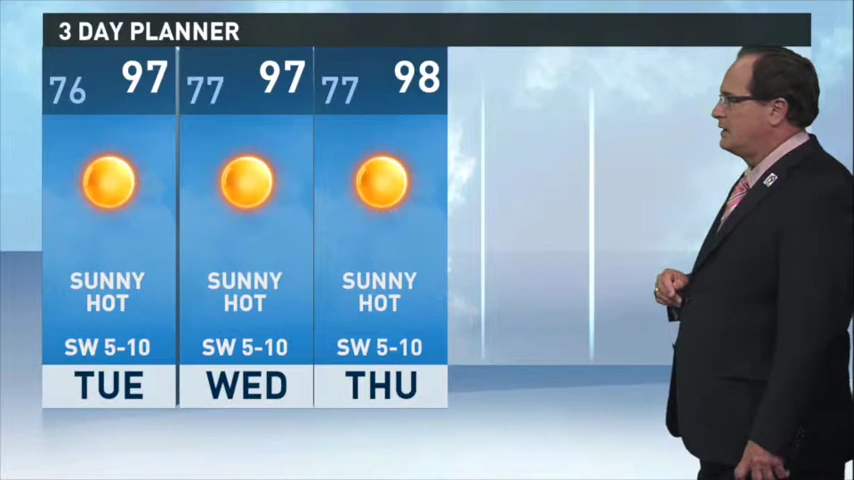 3 DAY PLANNER
76 97
77 97
77 98
SUNNY
HOT
SUNNY
HOT
SUNNY
HOT
SW 5-10
SW 5-10
SW 5-10
TUE
WED
THU